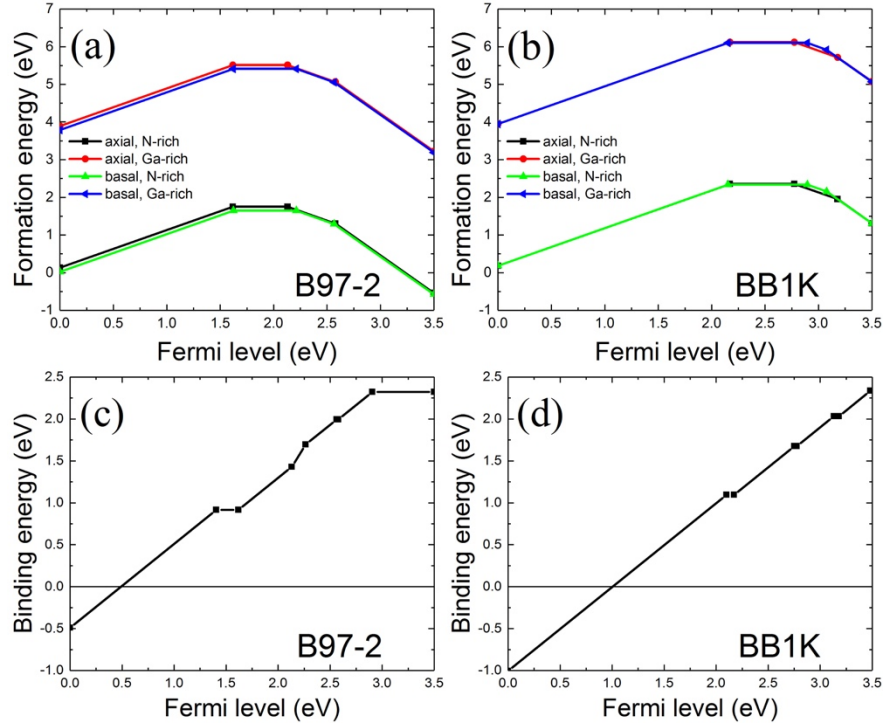 (a)
Formation energy (eV)
7
6
5
4
3
2
1
0
-1
axial, N-rich
axial, Ga-rich
basal, N-rich
basal, Ga-rich
B97-2
0.0 0.5 1.0 1.5 2.0 2.5 3.0 3.5
Fermi level (eV)
(b)
Formation energy (eV)
7
6
5
4
3
2
1
0
-1
axial, N-rich
axial, Ga-rich
basal, N-rich
basal, Ga-rich
BB1K
0.0 0.5 1.0 1.5 2.0 2.5 3.0 3.5
Fermi level (eV)
(c)
Binding energy (eV)
2.5
2.0
1.5
1.0
0.5
0.0
-0.5
-1.0
B97-2
0.0 0.5 1.0 1.5 2.0 2.5 3.0 3.5
Fermi level (eV)
(d)
Binding energy (eV)
2.5
2.0
1.5
1.0
0.5
0.0
-0.5
-1.0
BB1K
0.0 0.5 1.0 1.5 2.0 2.5 3.0 3.5
Fermi level (eV)